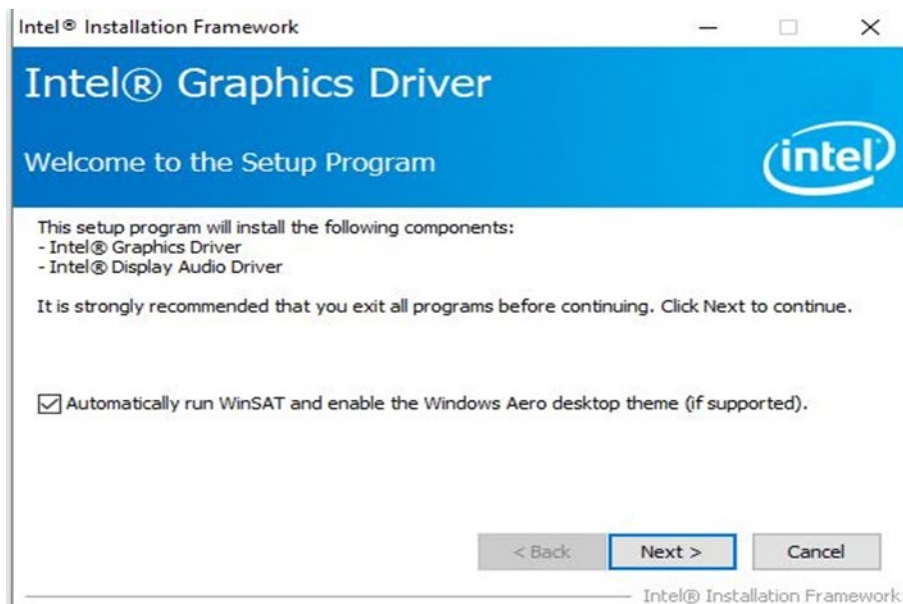 Intel® Installation Framework
Intel® Graphics Driver
Welcome to the Setup Program
intel
This setup program will install the following components:
- Intel® Graphics Driver
- Intel® Display Audio Driver
It is strongly recommended that you exit all programs before continuing. Click Next to continue.
Automatically run WinSAT and enable the Windows Aero desktop theme (if supported).
< Back Next > Cancel
Intel® Installation Framework